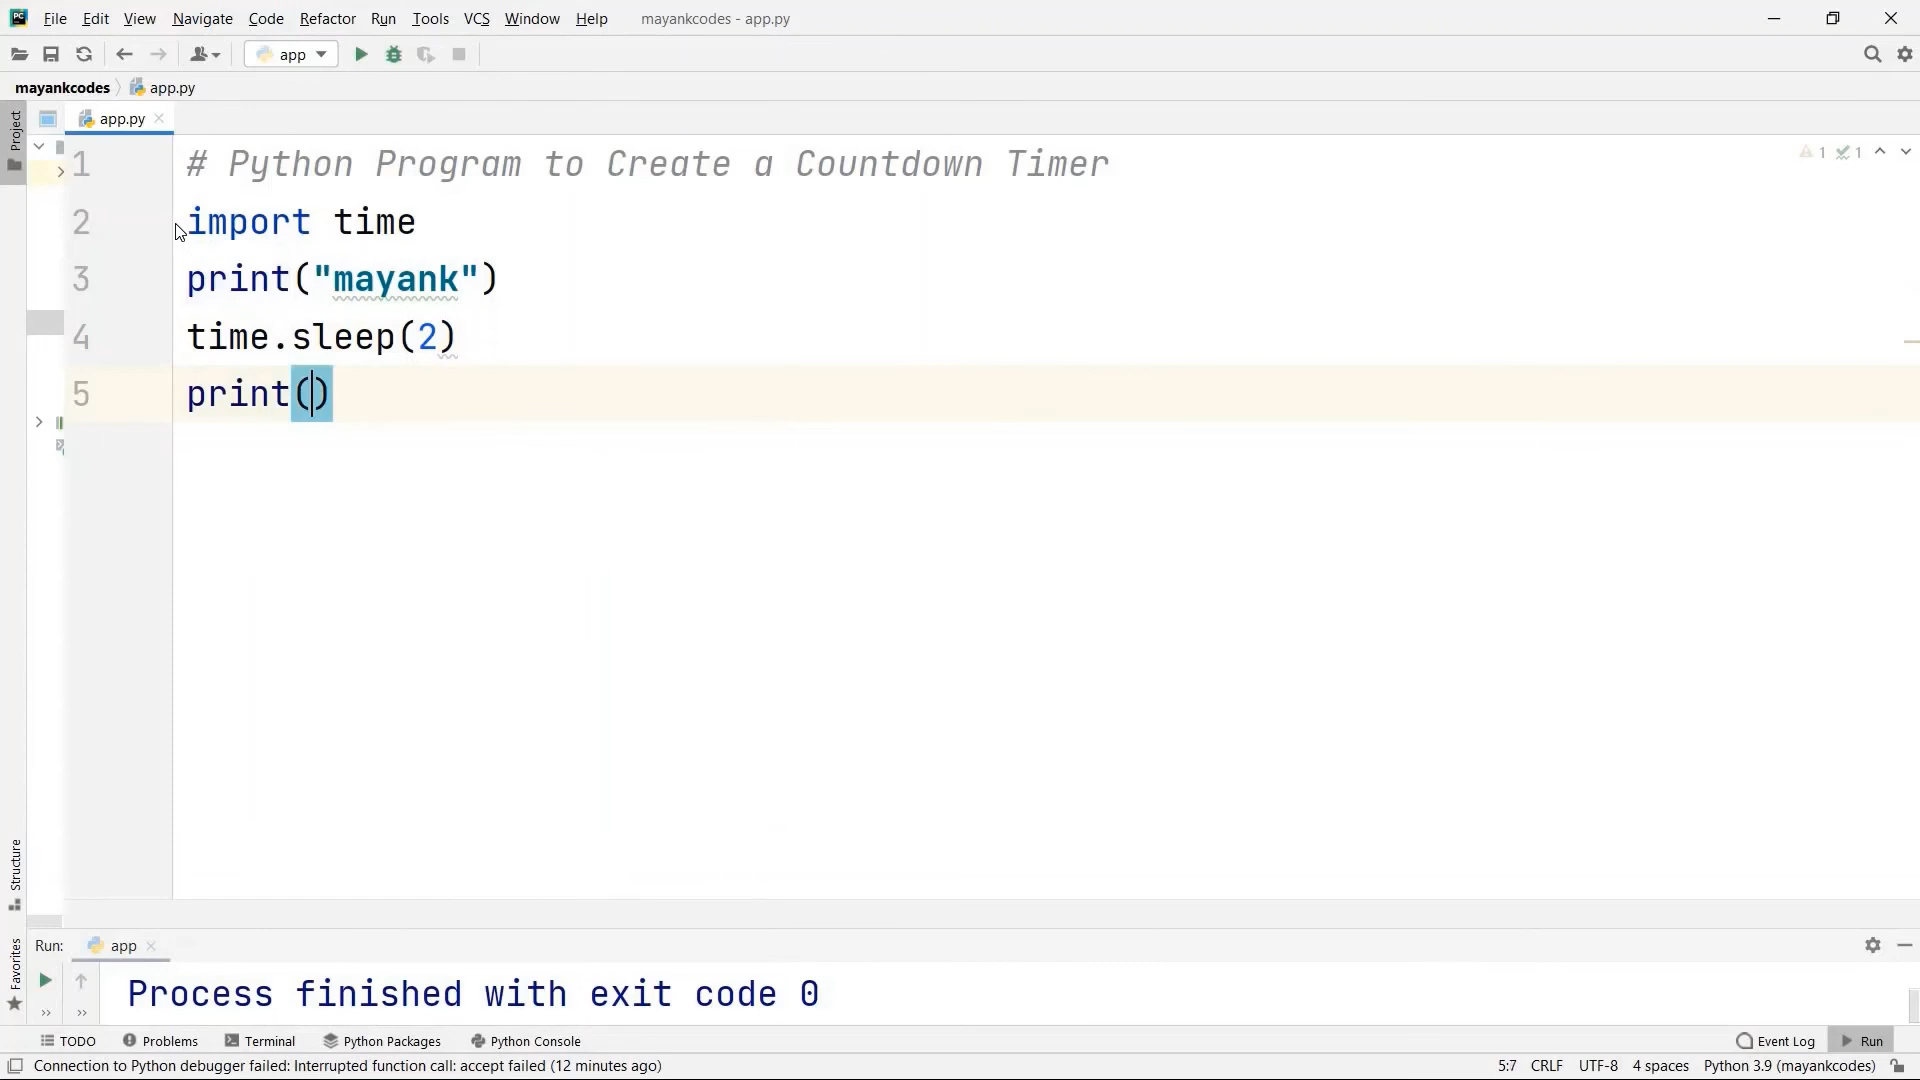 File Edit View Navigate Code Refactor Run Tools VCS Window Help mayankcodes - app.py
app
mayankcodes app.py
Project
app.py
1 1
1 # Python Program to Create a Countdown Timer
2 import time
3 print("mayank")
4 time.sleep(2)
5 print()
Structure
Favorites
Run: app
Process finished with exit code 0
TODO Problems Terminal Python Packages Python Console Event Log Run
Connection to Python debugger failed: Interrupted function call: accept failed (12 minutes ago) 5:7 CRLF UTF-8 4 spaces Python 3.9 (mayankcodes)